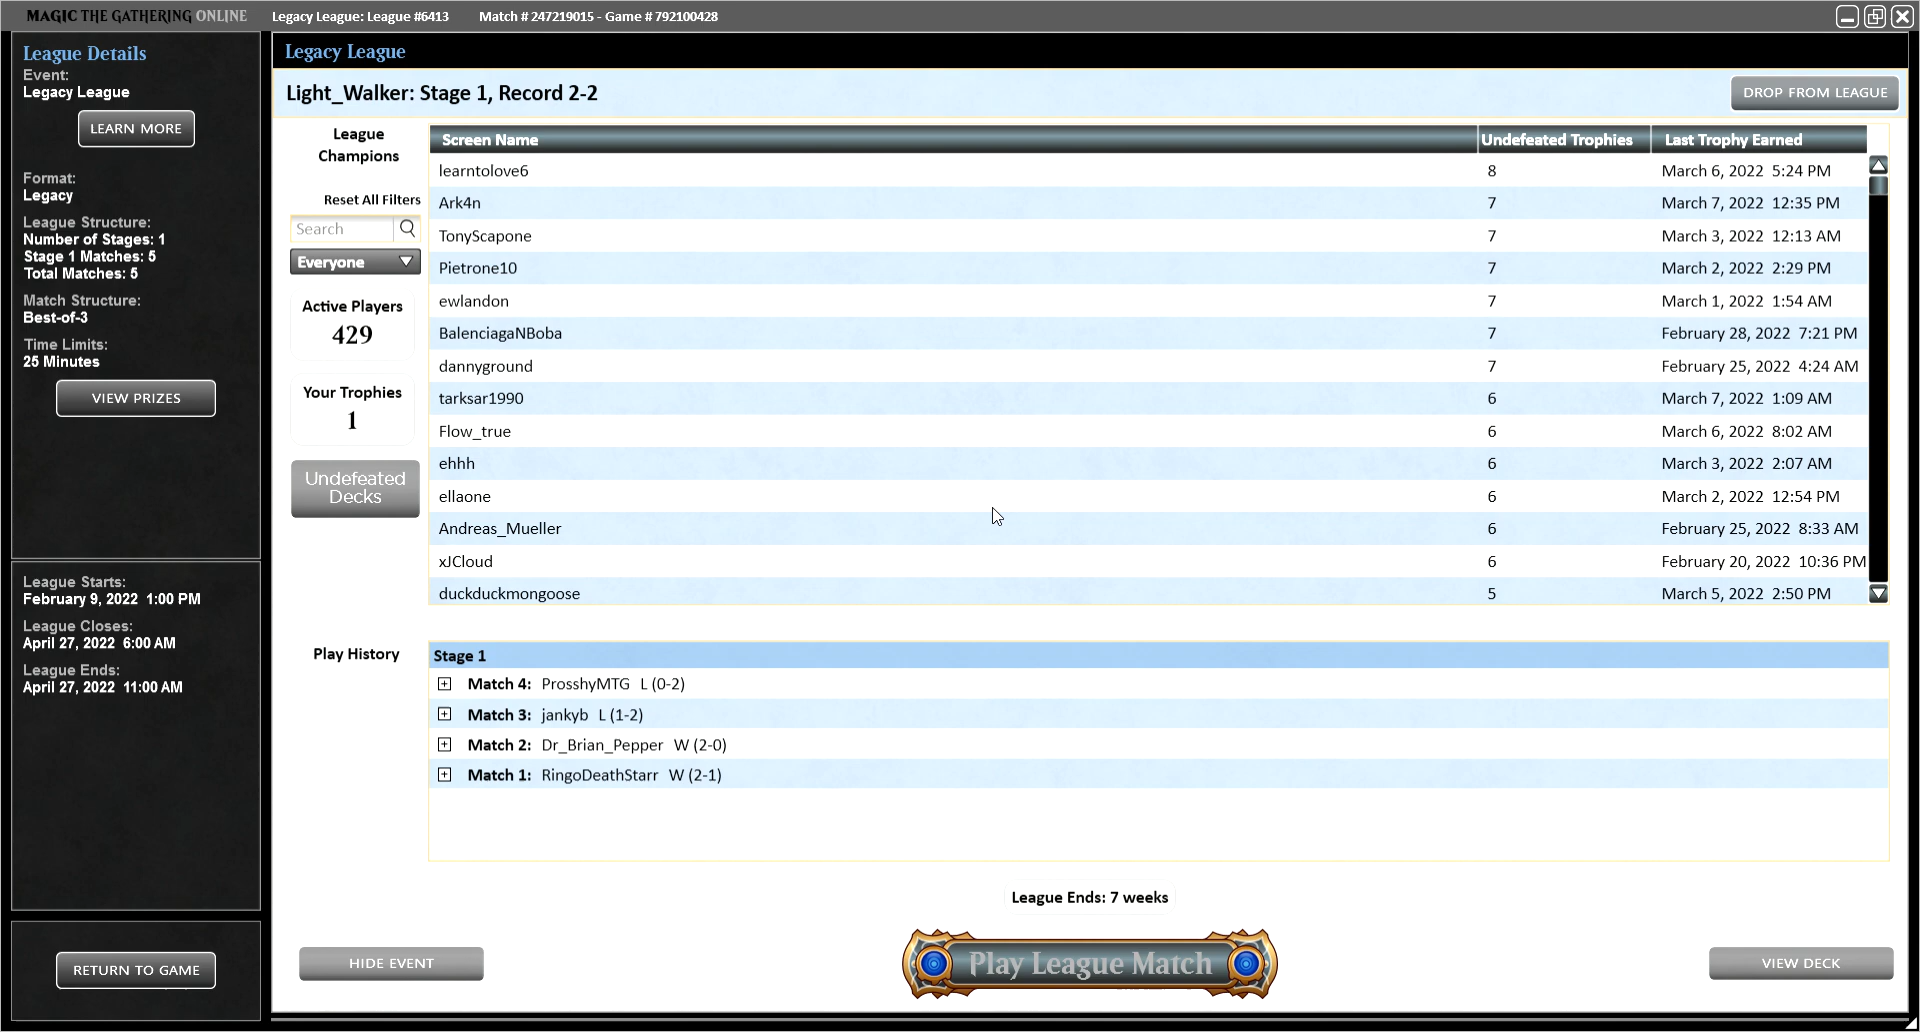 MAGIC THE GATHERING ONLINE
Legacy League: League #6413 Match # 247219015 - Game # 792100428
League Details
Event:
Legacy League
LEARN MORE
Format:
Legacy
League Structure:
Number of Stages: 1
Stage 1 Matches: 5
Total Matches: 5
Match Structure:
Best-of-3
Time Limits:
25 Minutes
VIEW PRIZES
League Starts:
February 9, 2022 1:00 PM
League Closes:
April 27, 2022 6:00 AM
League Ends:
April 27, 2022 11:00 AM
RETURN TO GAME
Legacy League
Light_Walker: Stage 1, Record 2-2
DROP FROM LEAGUE
League
Champions
Reset All Filters
Search
Everyone
Active Players
429
Your Trophies
1
Undefeated
Decks
Screen Name Undefeated Trophies Last Trophy Earned
learntolove6 8 March 6, 2022 5:24 PM
Ark4n 7 March 7, 2022 12:35 PM
TonyScapone 7 March 3, 2022 12:13 AM
Pietrone10 7 March 2, 2022 2:29 PM
ewlandon 7 March 1, 2022 1:54 AM
BalenciagaNBoba 7 February 28, 2022 7:21 PM
dannyground 7 February 25, 2022 4:24 AM
tarksar1990 6 March 7, 2022 1:09 AM
Flow_true 6 March 6, 2022 8:02 AM
ehhh 6 March 3, 2022 2:07 AM
ellaone 6 March 2, 2022 12:54 PM
Andreas_Mueller 6 February 25, 2022 8:33 AM
xJCloud 6 February 20, 2022 10:36 PM
duckduckmongoose 5 March 5, 2022 2:50 PM
Play History
Stage 1
Match 4: ProsshyMTG L (0-2)
Match 3: jankyb L (1-2)
Match 2: Dr_Brian_Pepper W (2-0)
Match 1: RingoDeathStarr W (2-1)
League Ends: 7 weeks
HIDE EVENT
Play League Match
VIEW DECK